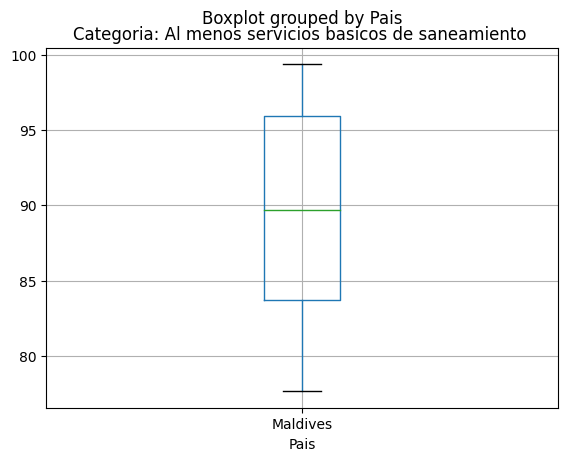 Boxplot grouped by Pais
Categoria: Al menos servicios basicos de saneamiento
100
95
90
85
80
Maldives
Pais